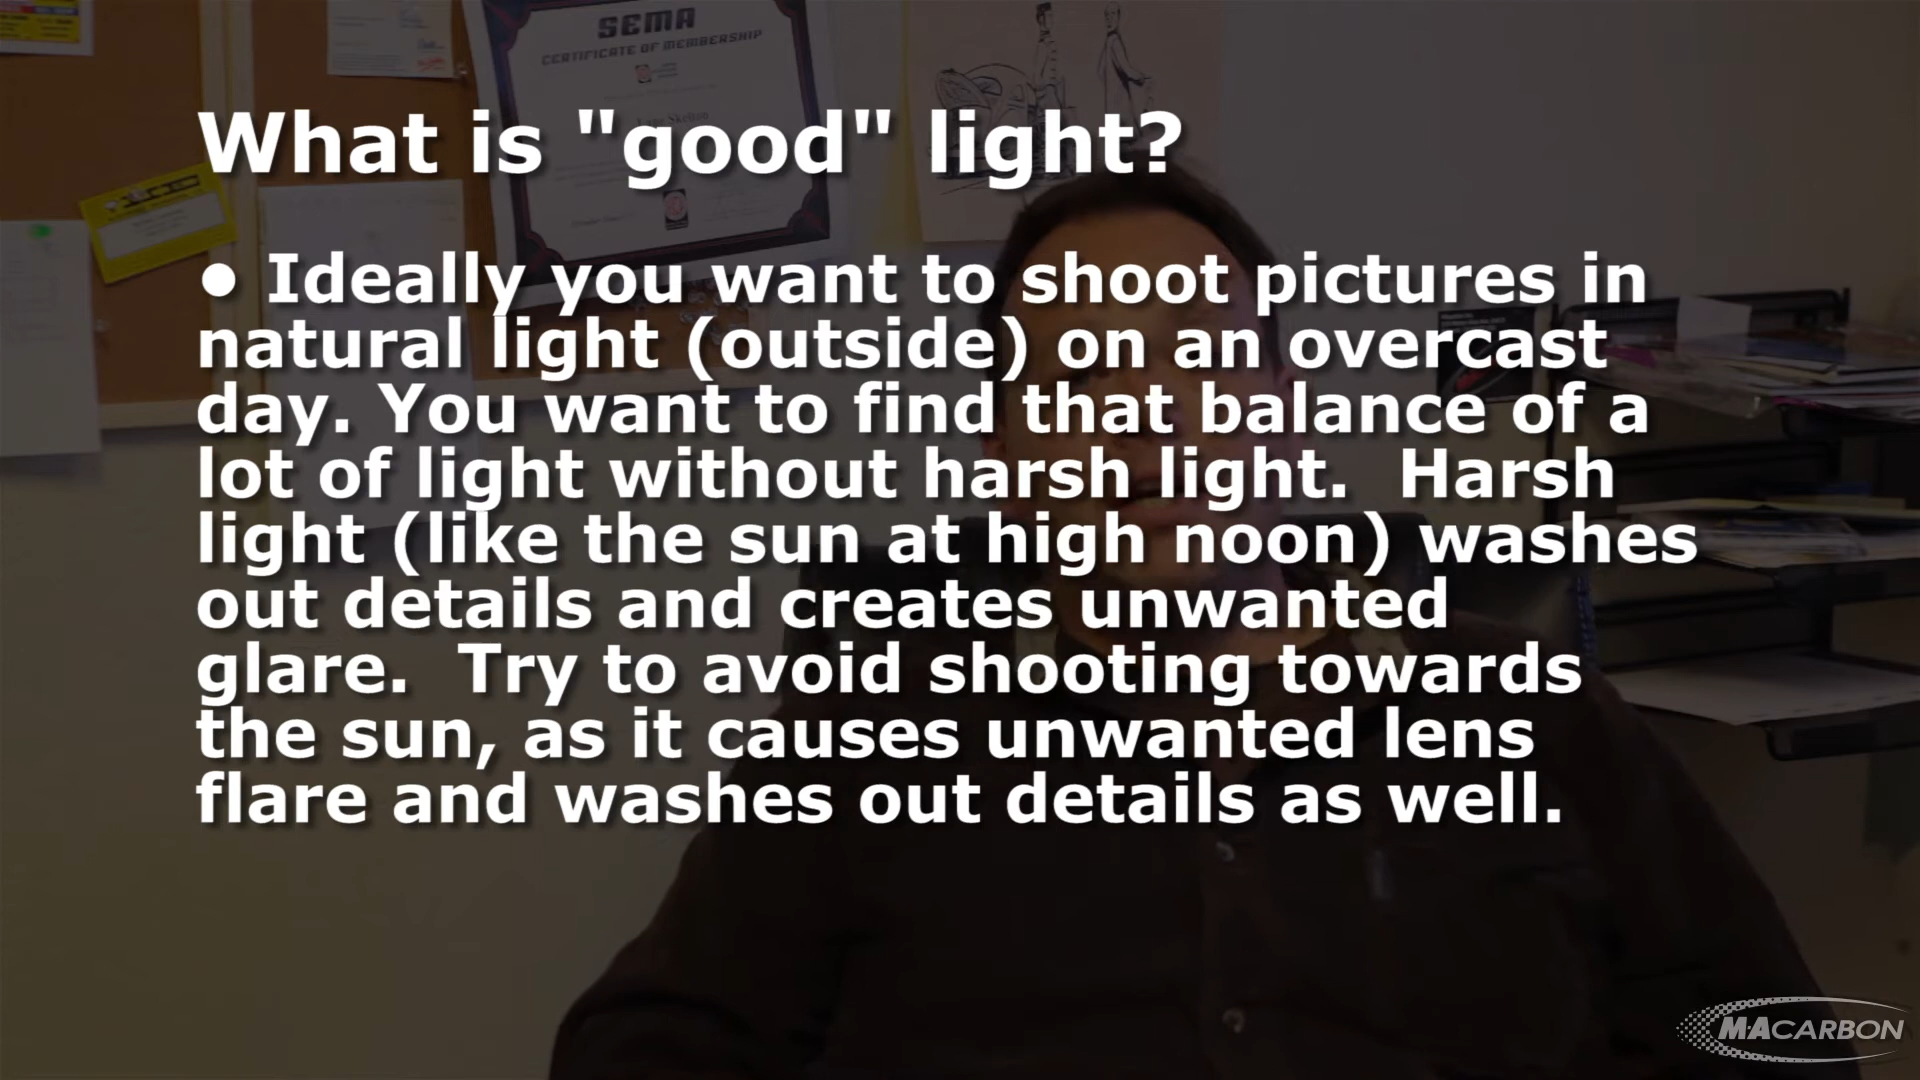 SEMA
CERTIFICATE OF MEMBERSHIP
What is "good" light?
● Ideally you want to shoot pictures in
natural light (outside) on an overcast
day. You want to find that balance of a
lot of light without harsh light.  Harsh
light (like the sun at high noon) washes
out details and creates unwanted
glare.  Try to avoid shooting towards
the sun, as it causes unwanted lens
flare and washes out details as well.
MACARBON